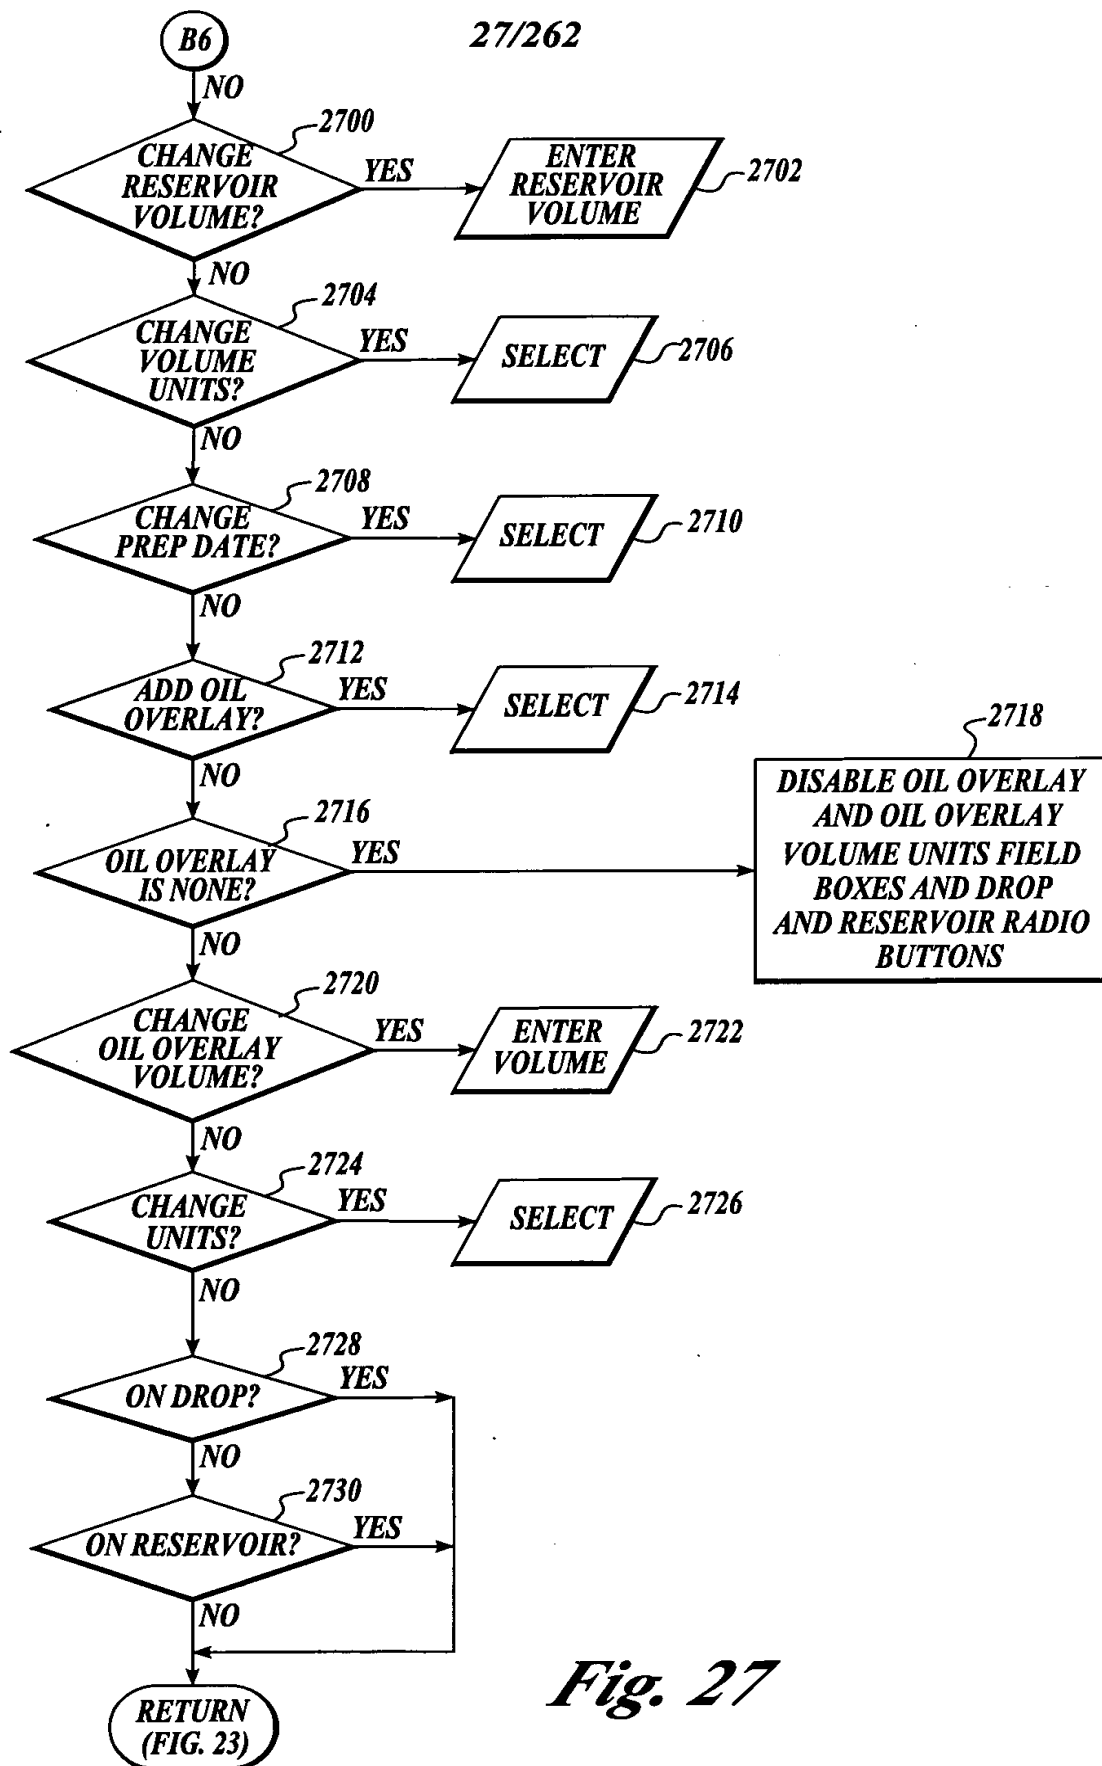 B6
27/262
NO
2700
CHANGE
RESERVOIR
VOLUME?
YES
ENTER
RESERVOIR
VOLUME
2702
NO
2704
CHANGE
VOLUME
UNITS?
YES
SELECT
2706
NO
2708
CHANGE
PREP DATE?
YES
SELECT
2710
NO
2712
ADD OIL
OVERLAY?
YES
SELECT
2714
NO
2716
OIL OVERLAY
IS NONE?
YES
2718
DISABLE OIL OVERLAY
AND OIL OVERLAY
VOLUME UNITS FIELD
BOXES AND DROP
AND RESERVOIR RADIO
BUTTONS
NO
2720
CHANGE
OIL OVERLAY
VOLUME?
YES
ENTER
VOLUME
2722
NO
2724
CHANGE
UNITS?
YES
SELECT
2726
NO
2728
ON DROP?
YES
NO
2730
ON RESERVOIR?
YES
NO
RETURN
(FIG. 23)
Fig. 27